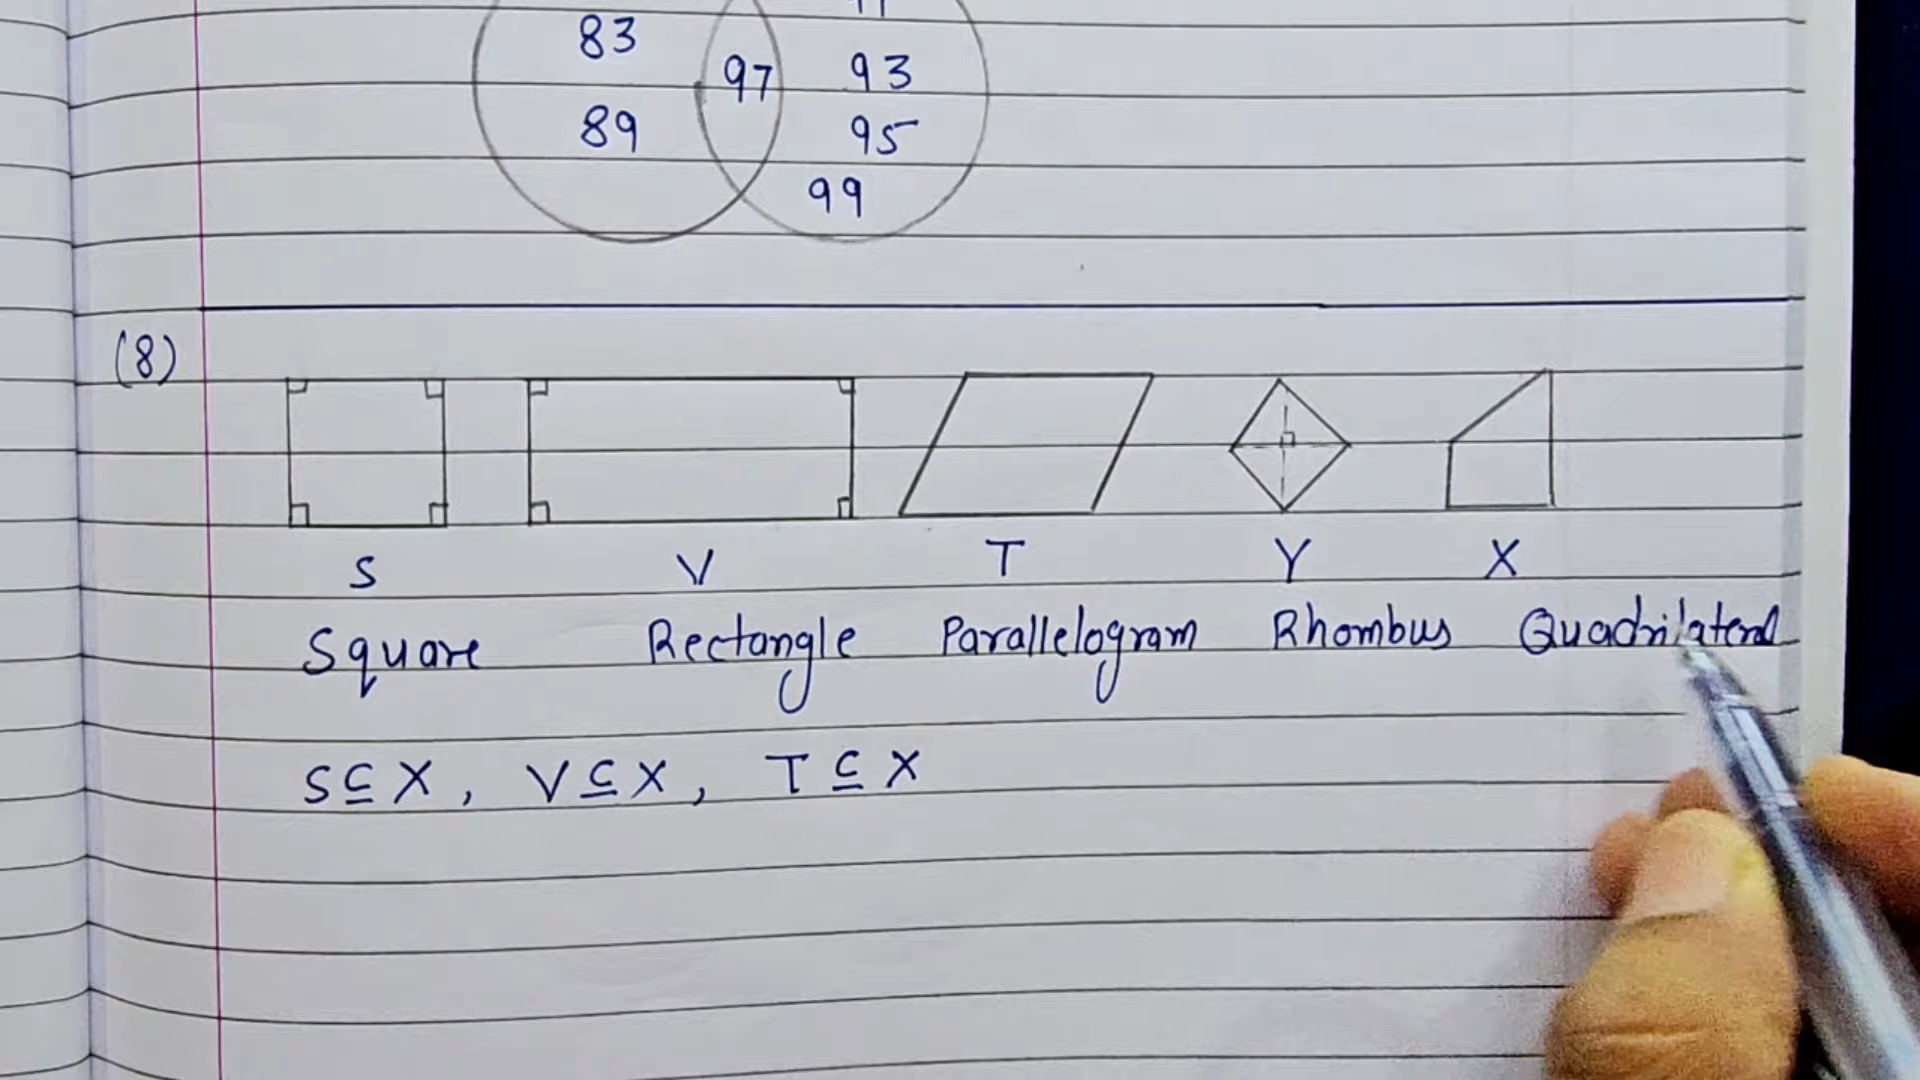 83
97
93
89
95
99
(8)
S V T Y X
Square Rectangle Parallelogram Rhombus Quadrilateral
S ⊆ X , V ⊆ X , T ⊆ X